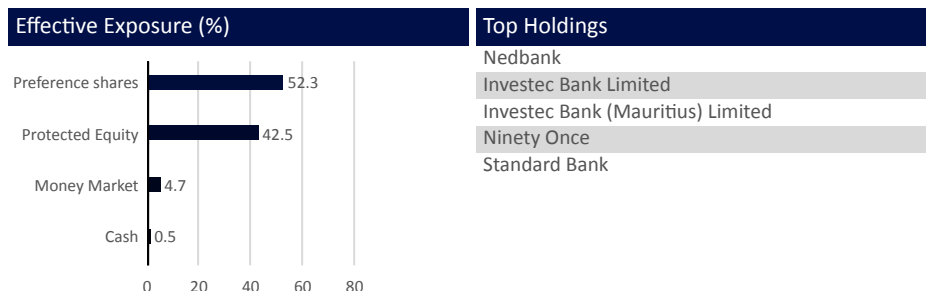 Effective Exposure (%)
Preference shares 52.3
Protected Equity 42.5
Money Market 4.7
Cash 0.5
0 20 40 60 80
Top Holdings
Nedbank
Investec Bank Limited
Investec Bank (Mauritius) Limited
Ninety Once
Standard Bank